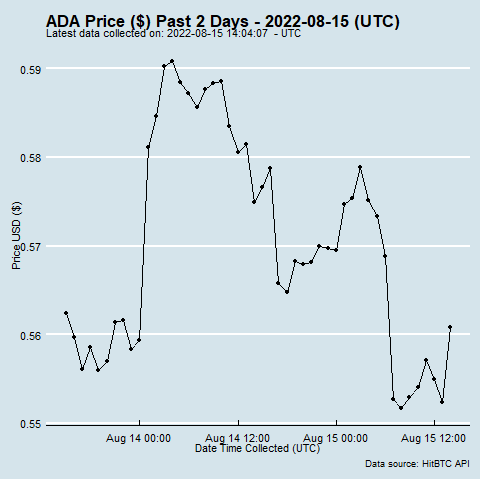 ADA Price ($) Past 2 Days - 2022-08-15 (UTC)
Latest data collected on: 2022-08-15 14:04:07 - UTC
0.59
0.58
0.57
0.56
0.55
Price USD ($)
Aug 14 00:00 Aug 14 12:00 Aug 15 00:00 Aug 15 12:00
Date Time Collected (UTC)
Data source: HitBTC API